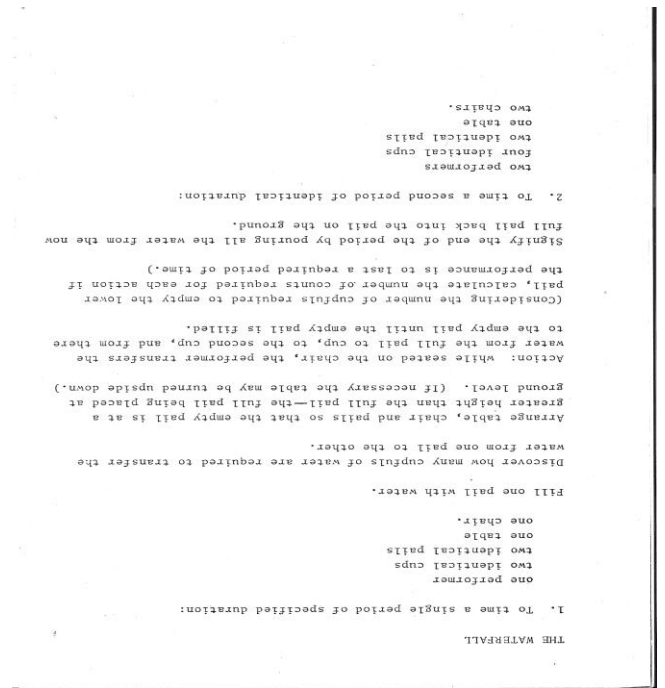 THE WATERFALL
1. To time a single period of specified duration:
one performer
two identical cups
two identical pails
one table
one chair.
Fill one pail with water.
Discover how many cupfuls of water are required to transfer the
water from one pail to the other.
Arrange table, chair and pails so that the empty pail is at a
greater height than the full pail—the full pail being placed at
ground level. (If necessary the table may be turned upside down.)
Action: while seated on the chair, the performer transfers the
water from the full pail to cup, to the second cup, and from there
to the empty pail until the empty pail is filled.
(Considering the number of cupfuls required to empty the lower
pail, calculate the number of counts required for each action if
the performance is to last a required period of time.)
Signify the end of the period by pouring all the water from the now
full pail back into the pail on the ground.
2. To time a second period of identical duration:
two performers
four identical cups
two identical pails
one table
two chairs.